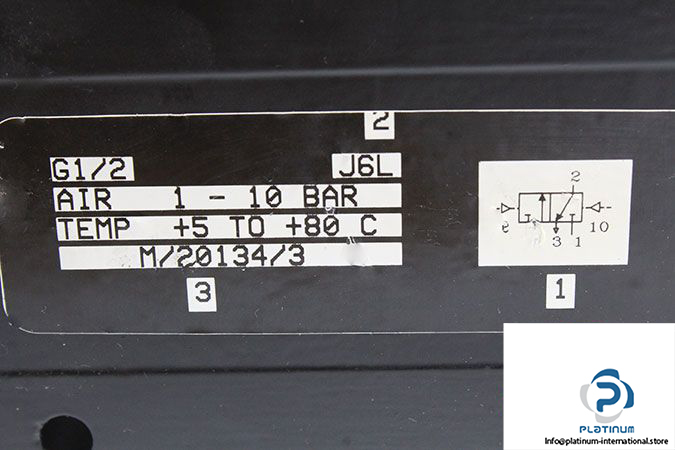 2
G1/2 J6L
AIR 1 - 10 BAR
TEMP +5 TO +80 C
M/20134/3
3
2
10
3 1
1
PLATINUM
Info@platinum-international.store